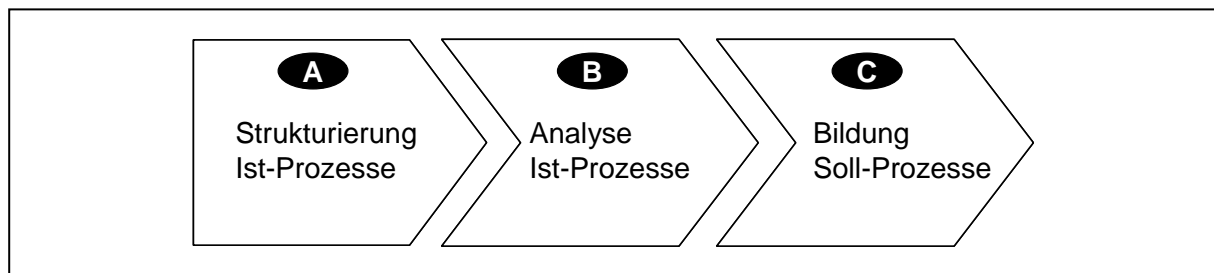 A
Strukturierung
Ist-Prozesse
B
Analyse
Ist-Prozesse
C
Bildung
Soll-Prozesse